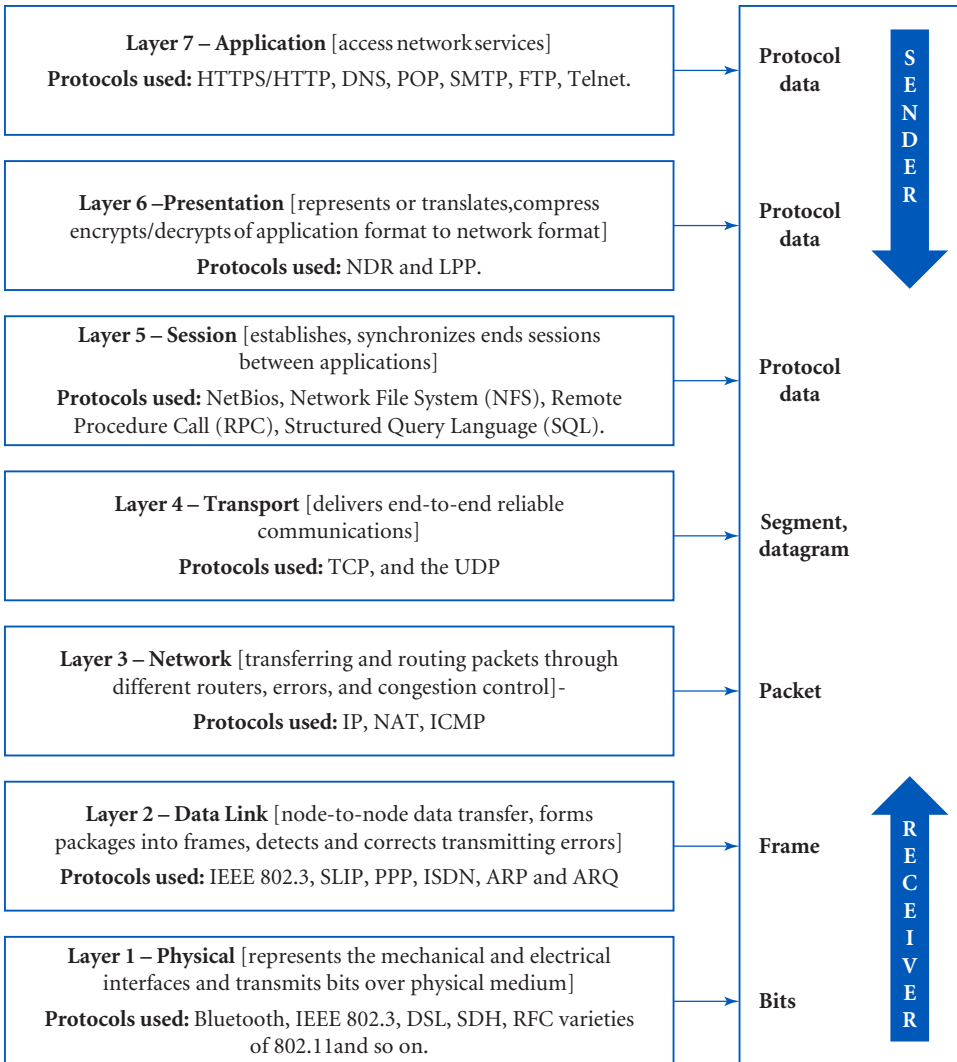 Layer 7 – Application [access network services]
Protocols used: HTTPS/HTTP, DNS, POP, SMTP, FTP, Telnet.
Protocol
data
SENDER
Layer 6 –Presentation [represents or translates,compress
encrypts/decrypts of application format to network format]
Protocols used: NDR and LPP.
Protocol
data
Layer 5 – Session [establishes, synchronizes ends sessions
between applications]
Protocols used: NetBios, Network File System (NFS), Remote
Procedure Call (RPC), Structured Query Language (SQL).
Protocol
data
Layer 4 – Transport [delivers end-to-end reliable
communications]
Protocols used: TCP, and the UDP
Segment,
datagram
Layer 3 – Network [transferring and routing packets through
different routers, errors, and congestion control]-
Protocols used: IP, NAT, ICMP
Packet
Layer 2 – Data Link [node-to-node data transfer, forms
packages into frames, detects and corrects transmitting errors]
Protocols used: IEEE 802.3, SLIP, PPP, ISDN, ARP and ARQ
Frame
RECEIVER
Layer 1 – Physical [represents the mechanical and electrical
interfaces and transmits bits over physical medium]
Protocols used: Bluetooth, IEEE 802.3, DSL, SDH, RFC varieties
of 802.11and so on.
Bits